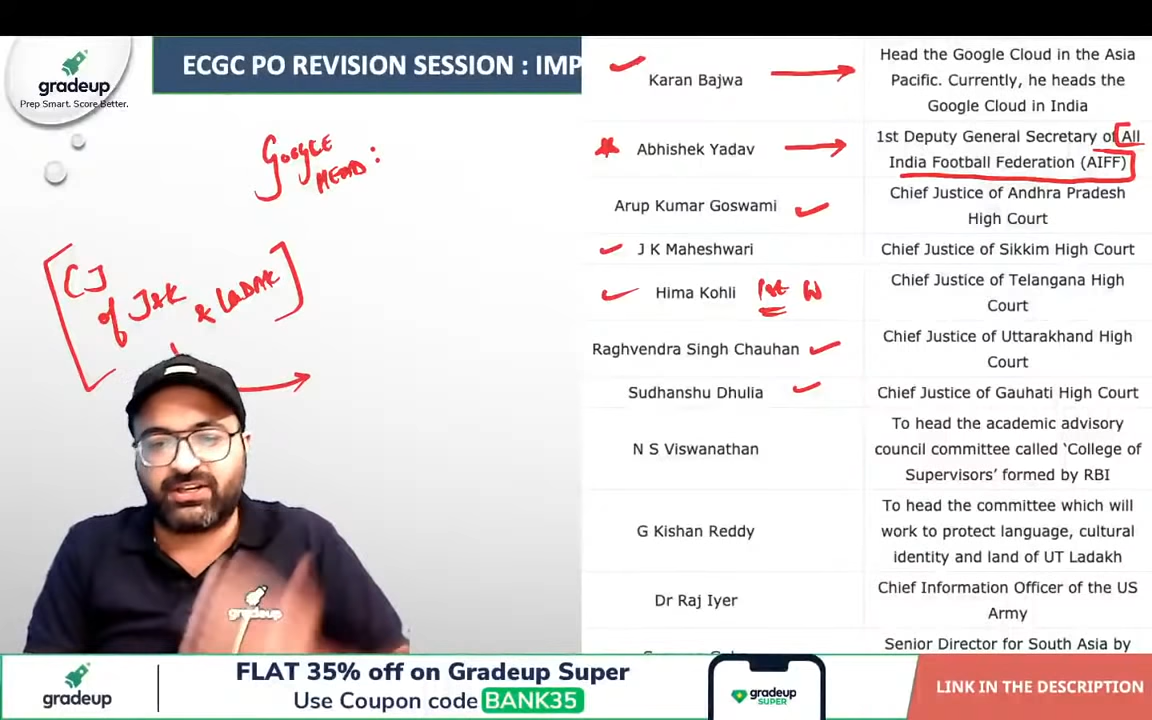 gradeup
Prep Smart. Score Better.
ECGC PO REVISION SESSION : IMP
GOOGLE
HEAD :
CJ
of J&K
& LADAK
Karan Bajwa
Head the Google Cloud in the Asia
Pacific. Currently, he heads the
Google Cloud in India
Abhishek Yadav
1st Deputy General Secretary of All
India Football Federation (AIFF)
Arup Kumar Goswami
Chief Justice of Andhra Pradesh
High Court
J K Maheshwari
Chief Justice of Sikkim High Court
Hima Kohli
1st W
Chief Justice of Telangana High
Court
Raghvendra Singh Chauhan
Chief Justice of Uttarakhand High
Court
Sudhanshu Dhulia
Chief Justice of Gauhati High Court
N S Viswanathan
To head the academic advisory
council committee called ‘College of
Supervisors’ formed by RBI
G Kishan Reddy
To head the committee which will
work to protect language, cultural
identity and land of UT Ladakh
Dr Raj Iyer
Chief Information Officer of the US
Army
Senior Director for South Asia by
gradeup
gradeup
FLAT 35% off on Gradeup Super
Use Coupon code BANK35
gradeup
SUPER
LINK IN THE DESCRIPTION